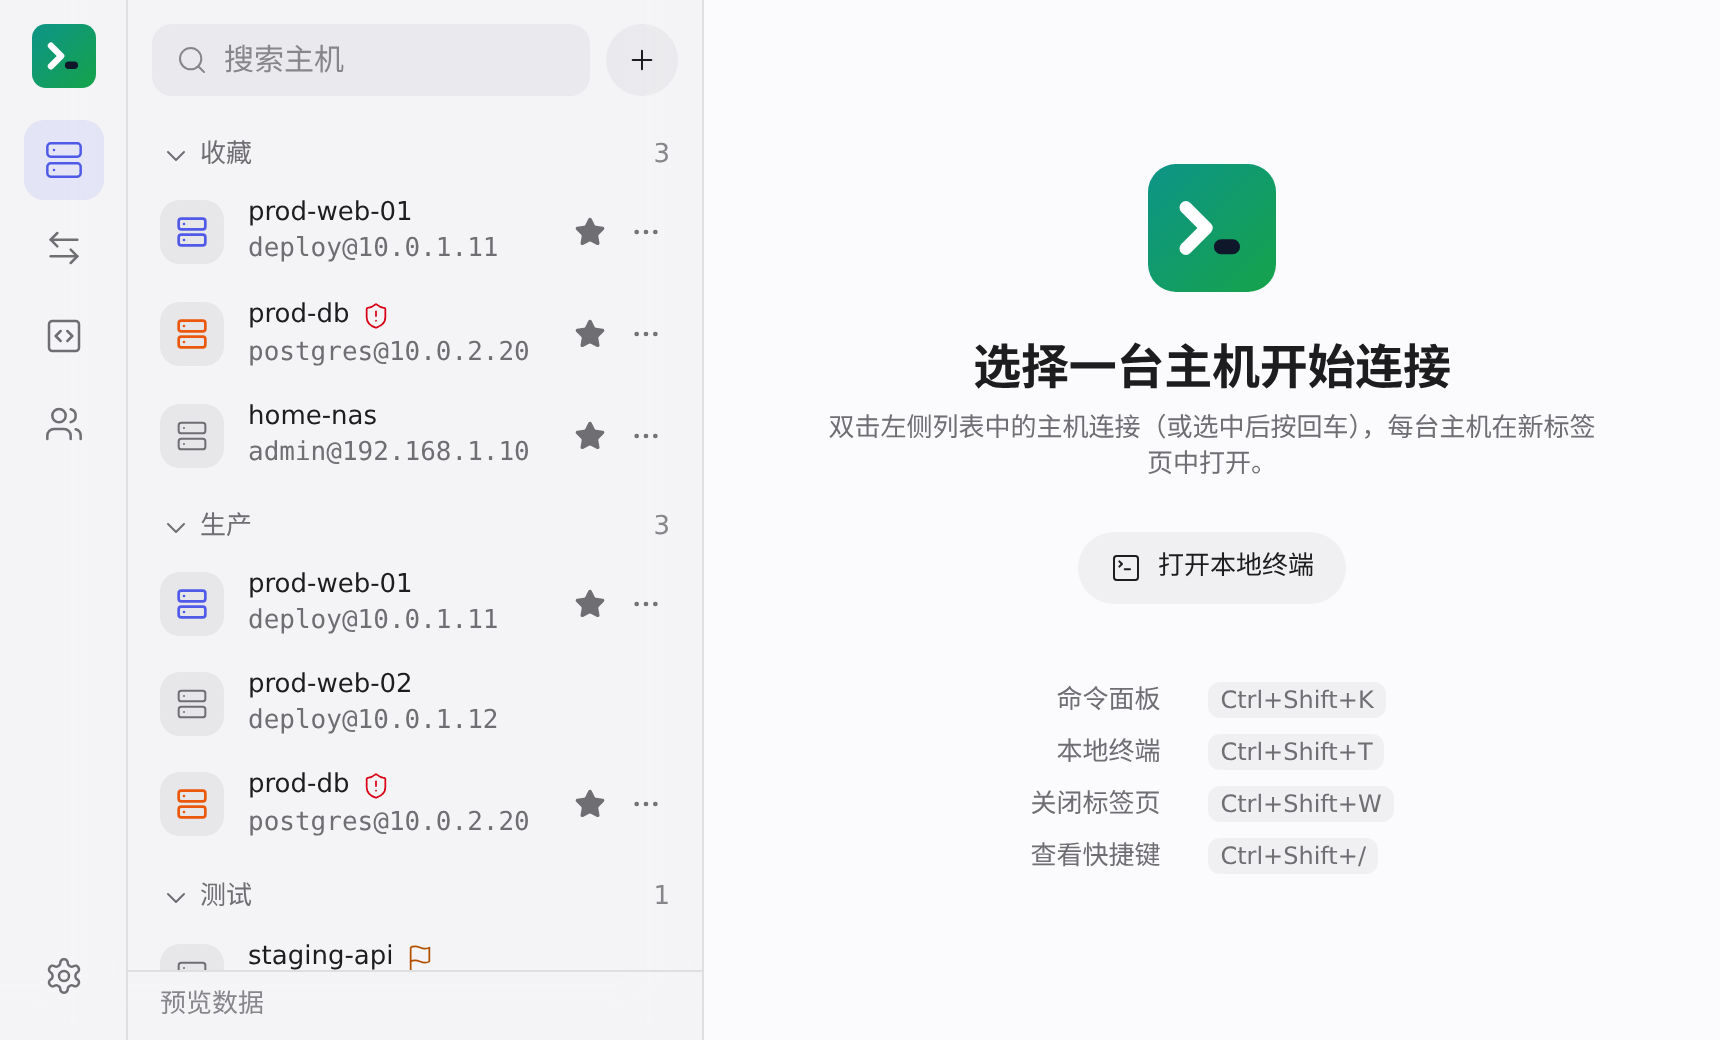 搜索主机
收藏 3
prod-web-01
deploy@10.0.1.11
prod-db
postgres@10.0.2.20
home-nas
admin@192.168.1.10
生产 3
prod-web-01
deploy@10.0.1.11
prod-web-02
deploy@10.0.1.12
prod-db
postgres@10.0.2.20
测试 1
staging-api
预览数据
选择一台主机开始连接
双击左侧列表中的主机连接（或选中后按回车），每台主机在新标签
页中打开。
打开本地终端
命令面板 Ctrl+Shift+K
本地终端 Ctrl+Shift+T
关闭标签页 Ctrl+Shift+W
查看快捷键 Ctrl+Shift+/